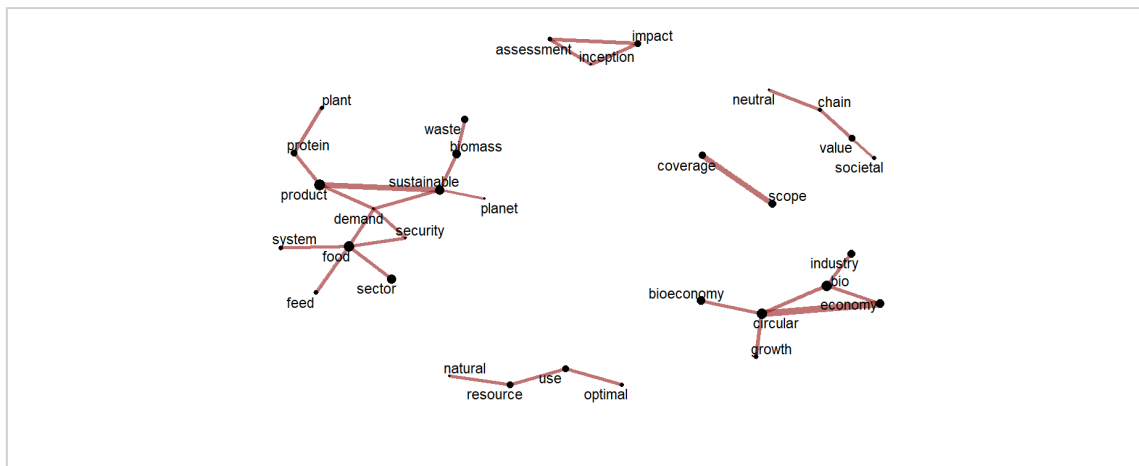 impact
assessment
inception
neutral
chain
plant
waste
value
protein
biomass
societal
coverage
sustainable
product
scope
planet
demand
security
system
food
industry
bio
feed
sector
bioeconomy
economy
circular
growth
natural
use
resource
optimal